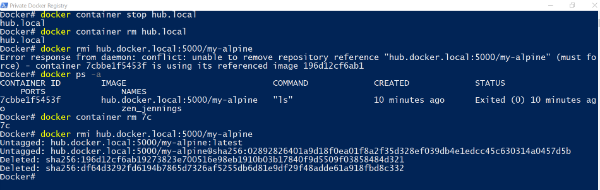 Private Docker Registry
Docker# docker container stop hub.local
hub.local
Docker# docker container rm hub.local
hub.local
Docker# docker rmi hub.docker.local:5000/my-alpine
Error response from daemon: conflict: unable to remove repository reference "hub.docker.local:5000/my-alpine" (must fo
rce) - container 7cbbe1f5453f is using its referenced image 196d12cf6ab1
Docker# docker ps -a
CONTAINER ID IMAGE COMMAND CREATED STATUS
PORTS NAMES
7cbbe1f5453f hub.docker.local:5000/my-alpine "ls" 10 minutes ago Exited (0) 10 minutes ag
o zen_jennings
Docker# docker container rm 7c
7c
Docker# docker rmi hub.docker.local:5000/my-alpine
Untagged: hub.docker.local:5000/my-alpine:latest
Untagged: hub.docker.local:5000/my-alpine@sha256:02892826401a9d18f0ea01f8a2f35d328ef039db4e1edcc45c630314a0457d5b
Deleted: sha256:196d12cf6ab19273823e700516e98eb1910b03b17840f9d5509f03858484d321
Deleted: sha256:df64d3292fd6194b7865d7326af5255db6d81e9df29f48adde61a918fbd8c332
Docker#